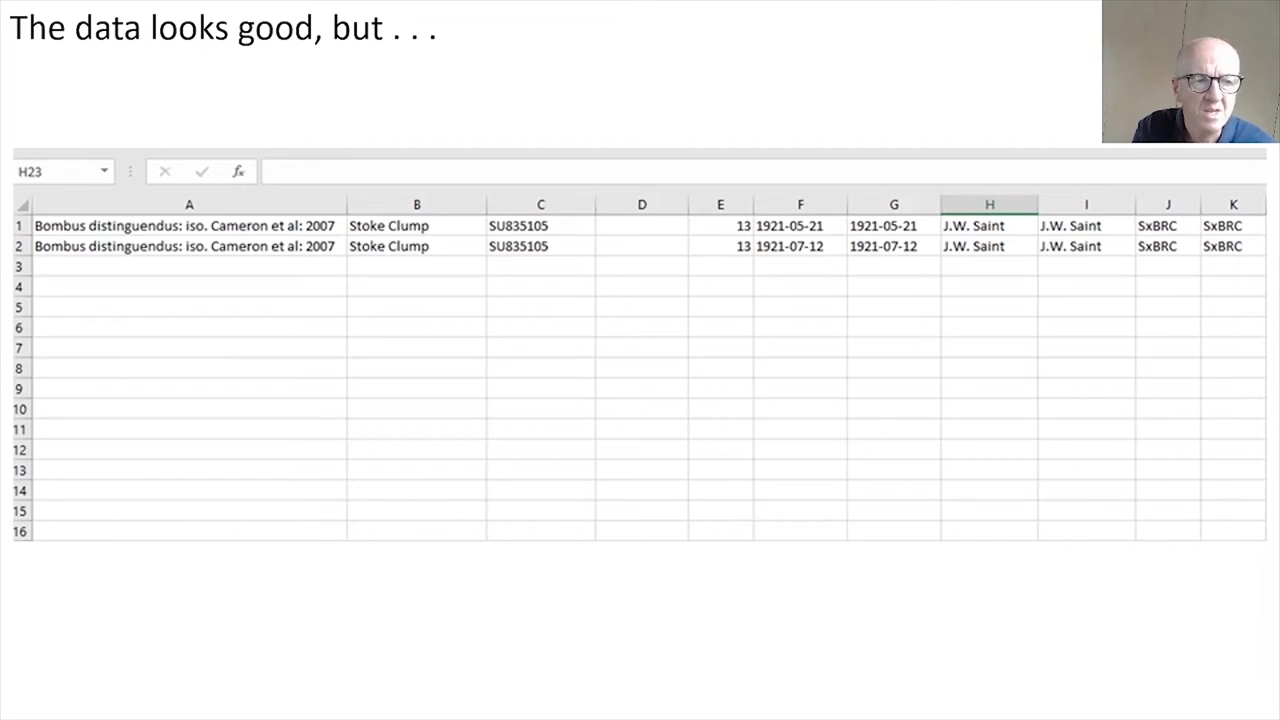 The data looks good, but . . .
H23 fx
A B C D E F G H I J K
1 Bombus distinguendus: iso. Cameron et al: 2007 Stoke Clump SU835105 13 1921-05-21 1921-05-21 J.W. Saint J.W. Saint SxBRC SxBRC
2 Bombus distinguendus: iso. Cameron et al: 2007 Stoke Clump SU835105 13 1921-07-12 1921-07-12 J.W. Saint J.W. Saint SxBRC SxBRC
3
4
5
6
7
8
9
10
11
12
13
14
15
16